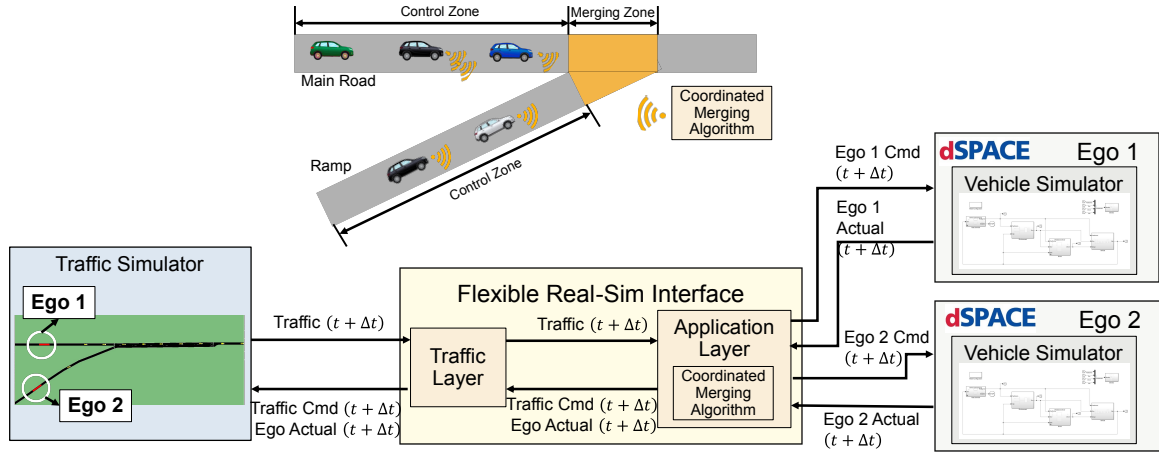 Control Zone
Merging Zone
Main Road
Coordinated
Merging
Algorithm
Ramp
Control Zone
Traffic Simulator
Ego 1
Ego 2
Traffic (t + Δt)
Traffic Cmd (t + Δt)
Ego Actual (t + Δt)
Flexible Real-Sim Interface
Traffic
Layer
Traffic (t + Δt)
Traffic Cmd (t + Δt)
Ego Actual (t + Δt)
Application
Layer
Coordinated
Merging
Algorithm
Ego 1 Cmd
(t + Δt)
Ego 1
Actual
(t + Δt)
Ego 2 Cmd
(t + Δt)
Ego 2 Actual
(t + Δt)
dSPACE Ego 1
Vehicle Simulator
dSPACE Ego 2
Vehicle Simulator